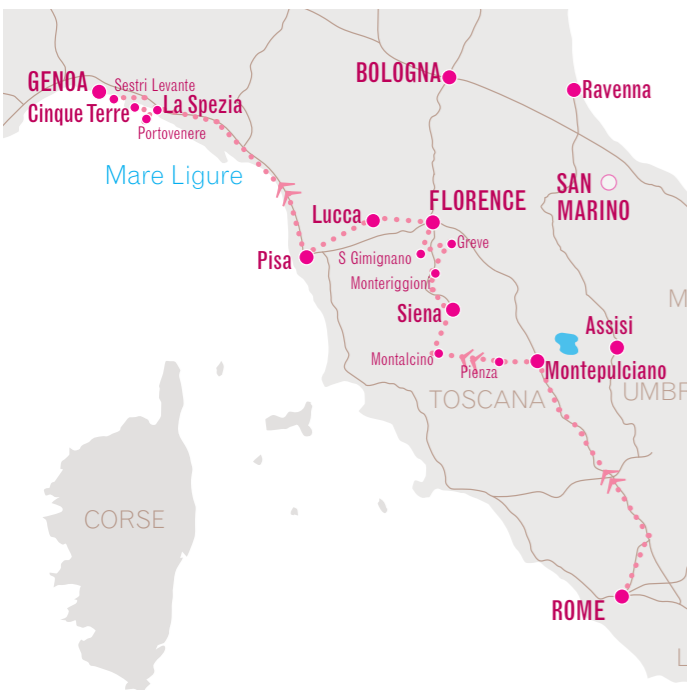 GENOA
Sestri Levante
Cinque Terre
La Spezia
Portovenere
BOLOGNA
Ravenna
Mare Ligure
SAN
MARINO
Lucca
FLORENCE
Greve
Pisa
S Gimignano
Monteriggioni
Siena
M
Assisi
Montalcino
Pienza
Montepulciano
TOSCANA
UMBR
CORSE
ROME
L